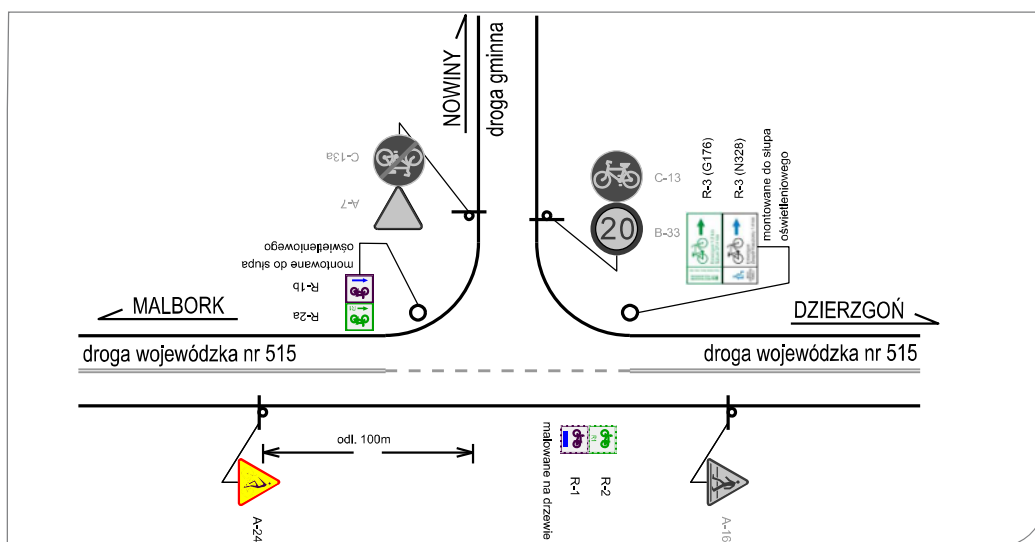 NOWINY
droga gminna
C-13a
A-7
C-13
B-33
20
R-3 (G176)
R-3 (N328)
montowane do słupa
oświetleniowego
montowane do słupa
oświetleniowego
R-1b
R-2a
MALBORK
DZIERZGOŃ
droga wojewódzka nr 515
droga wojewódzka nr 515
odl. 100m
malowane na drzewie
R-1
R-2
A-24
A-16